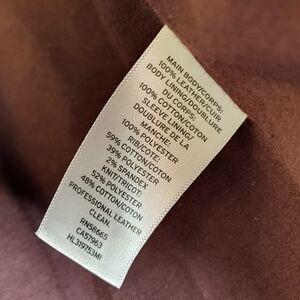 MAIN BODY/CORPS:
100% LEATHER/CUIR
BODY LINING/DOUBLURE
DU CORPS:
100% COTTON/COTON
SLEEVE LINING/
DOUBLURE DE LA
MANCHE:
100% POLYESTER
RIB/COTE:
59% COTTON/COTON
39% POLYESTER
2% SPANDEX
KNIT/TRICOT:
52% POLYESTER
48% COTTON/COTON
PROFESSIONAL LEATHER
CLEAN.
RN58665
CA57963
HL319753MI